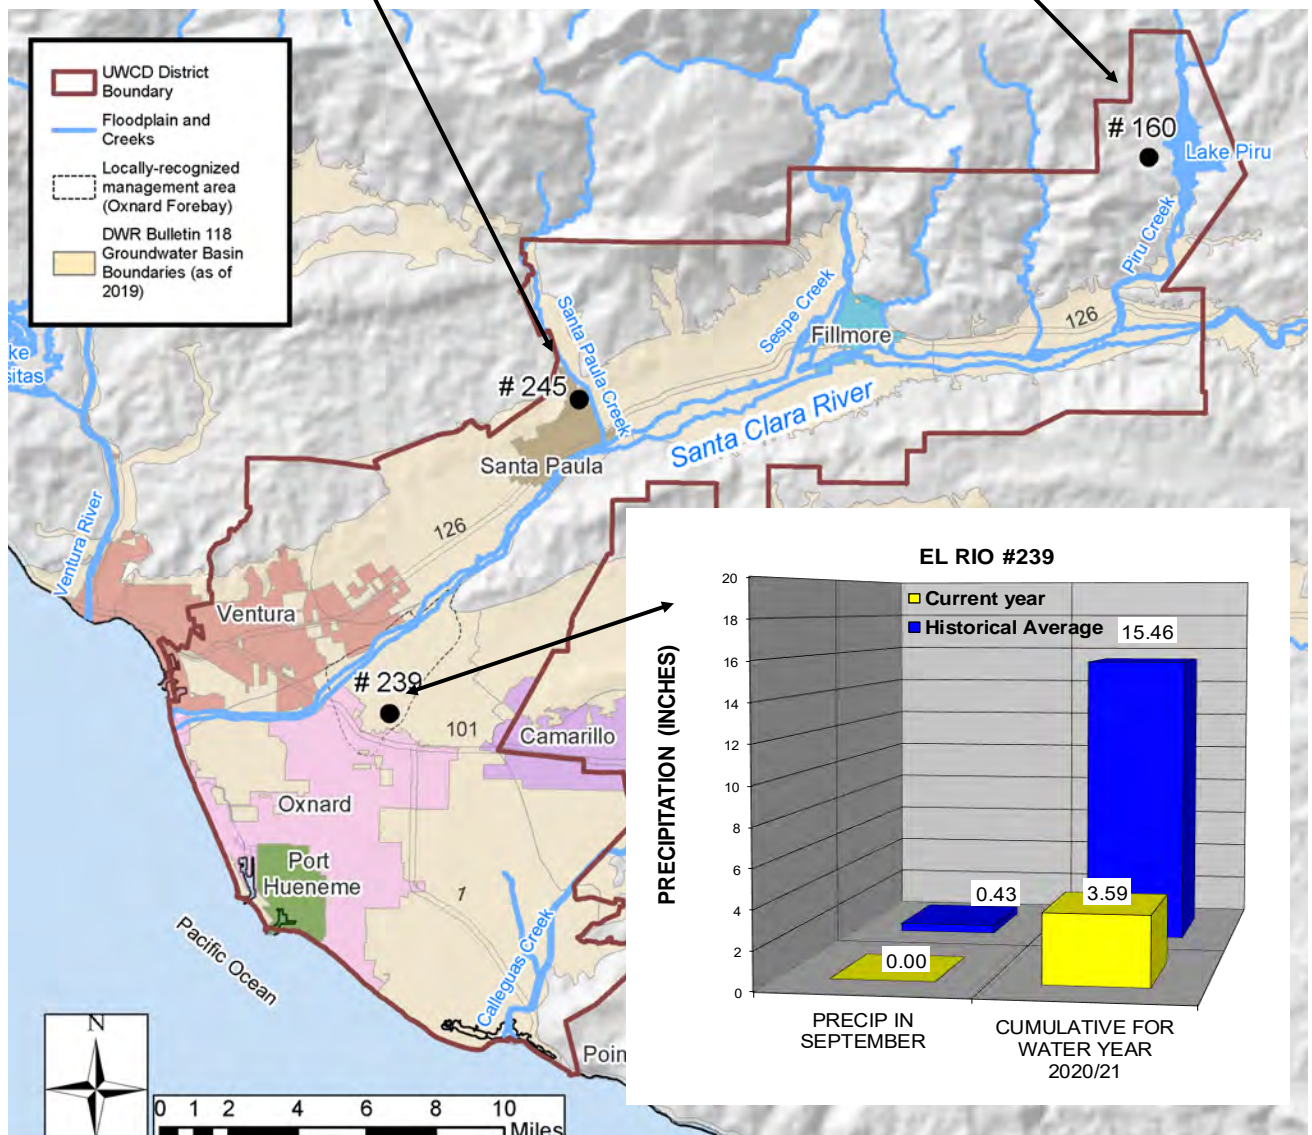 UWCD District
Boundary
Floodplain and
Creeks
Locally-recognized
management area
(Oxnard Forebay)
DWR Bulletin 118
Groundwater Basin
Boundaries (as of
2019)
# 160
Lake Piru
Piru Creek
126
Sespe Creek
Fillmore
Santa Paula Creek
# 245
Santa Clara River
Santa Paula
ke
sitas
Ventura River
126
Ventura
# 239
101
Camarillo
Oxnard
Port
Hueneme
1
Pacific Ocean
Calleguas Creek
Poin
N
0 1 2 4 6 8 10
Miles
EL RIO #239
Current year
Historical Average
PRECIPITATION (INCHES)
20
18
16
14
12
10
8
6
4
2
0
15.46
0.43
3.59
0.00
PRECIP IN
SEPTEMBER
CUMULATIVE FOR
WATER YEAR
2020/21